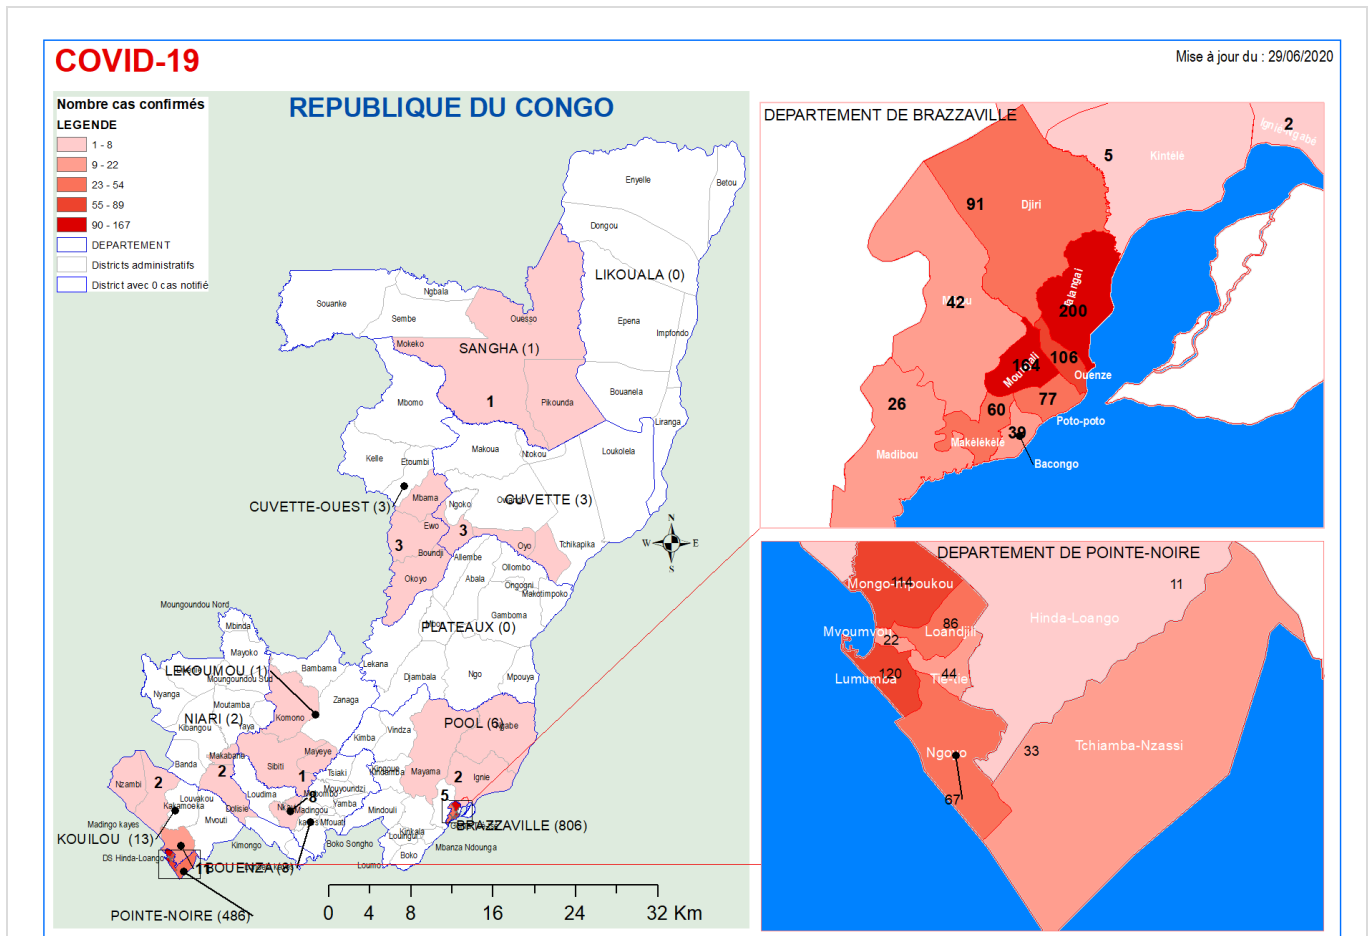 COVID-19
Mise à jour du : 29/06/2020
Nombre cas confirmés
LEGENDE
1 - 8
9 - 22
23 - 54
55 - 89
90 - 167
DEPARTEMENT
Districts administratifs
District avec 0 cas notifié
REPUBLIQUE DU CONGO
Enyelle
Betou
Dongou
LIKOUALA (0)
Ngbala
Souanke
Sembe
Ouesso
Epena
Impfondo
Mokeko
SANGHA (1)
1
Pikounda
Bouanela
Mbomo
Liranga
Makoua
Ntokou
Loukolela
Kelle
Etoumbi
Mbama
Ngoko
CUVETTE (3)
CUVETTE-OUEST (3)
Ewo
3
3
Boundji
Oyo
Tchikapika
Allembe
Okoyo
Abala
Ollombo
Ongogni
Makotimpoko
Gamboma
PLATEAUX (0)
Moungoundou Nord
Mbinda
Mayoko
LEKOUMOU (1)
Moungoundou Sud
Bambama
Lekana
Djambala
Ngo
Mpouya
Nyanga
Moutamba
Zanaga
NIARI (2)
Komono
Kibangou
Yaya
POOL (6)
Ngabe
Vindza
Kimba
Makabana
Mayeye
Banda
2
Sibiti
1
Tsiaki
Kingoue
Kindamba
Mayama
2
Ignie
Nzambi
2
Mouyoundzi
Louvakou
Loudima
8
5
Kakamoeka
Dolisie
Madingou
Yamba
Mindouli
Madingo kayes
Mvouti
Mfouati
BRAZZAVILLE (806)
KOUILOU (13)
Kimongo
Boko Songho
Kinkala
Louingui
Mbanza Ndounga
DS Hinda-Loango
11
BOUENZA (8)
Loumo
Boko
POINTE-NOIRE (486)
N
W
E
S
0 4 8 16 24 32 Km
DEPARTEMENT DE BRAZZAVILLE
2
5
Kintélé
91
Djiri
42
200
164
106
Ouenze
26
60
77
Poto-poto
39
Makélékélé
Madibou
Bacongo
DEPARTEMENT DE POINTE-NOIRE
114
Mongo-mpoukou
11
Hinda-Loango
86
Mvoumvou
Loandjili
22
Lumumba
120
44
Tié-tié
Ngoyo
33
Tchiamba-Nzassi
67